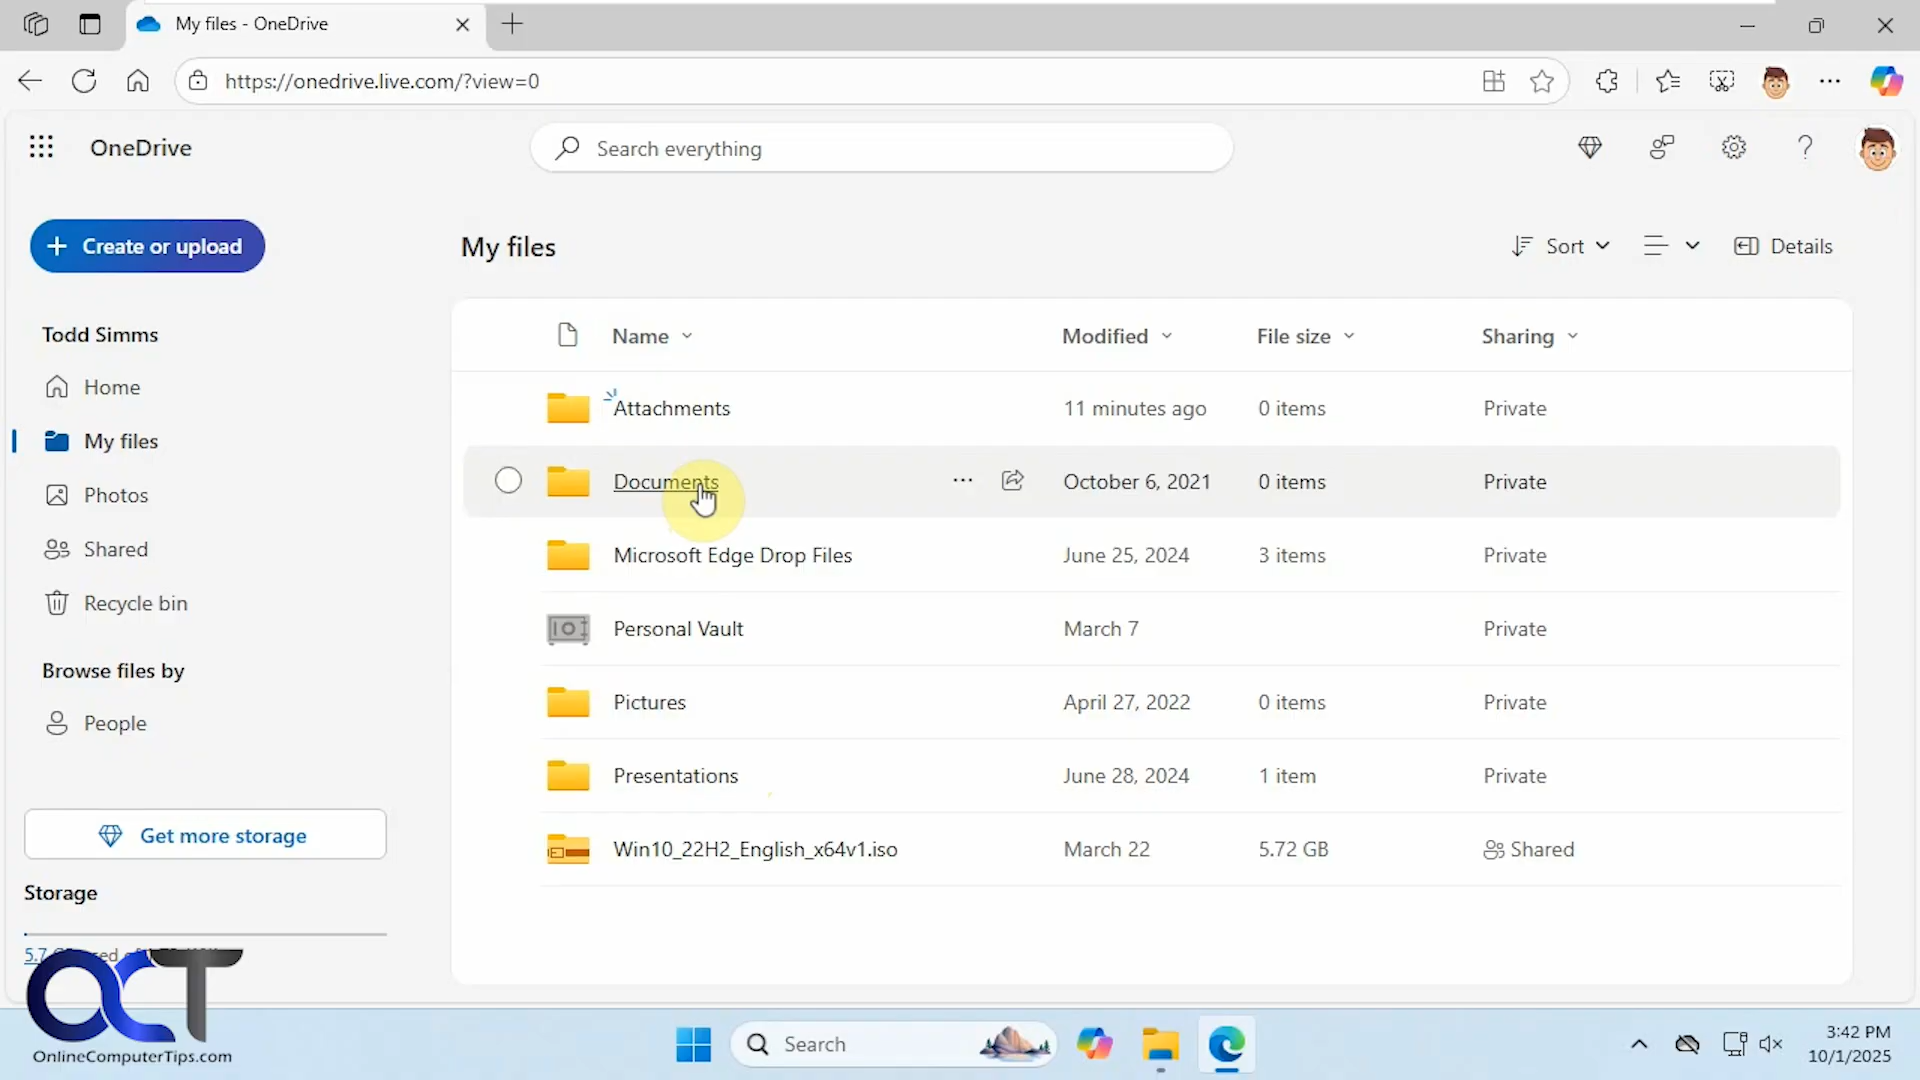 My files - OneDrive
https://onedrive.live.com/?view=0
OneDrive
Search everything
Create or upload
My files
Sort
Details
Todd Simms
Home
My files
Photos
Shared
Recycle bin
Browse files by
People
Get more storage
Storage
5.7
Name Modified File size Sharing
Attachments 11 minutes ago 0 items Private
Documents October 6, 2021 0 items Private
Microsoft Edge Drop Files June 25, 2024 3 items Private
Personal Vault March 7 Private
Pictures April 27, 2022 0 items Private
Presentations June 28, 2024 1 item Private
Win10_22H2_English_x64v1.iso March 22 5.72 GB Shared
OCT
OnlineComputerTips.com
Search
3:42 PM
10/1/2025